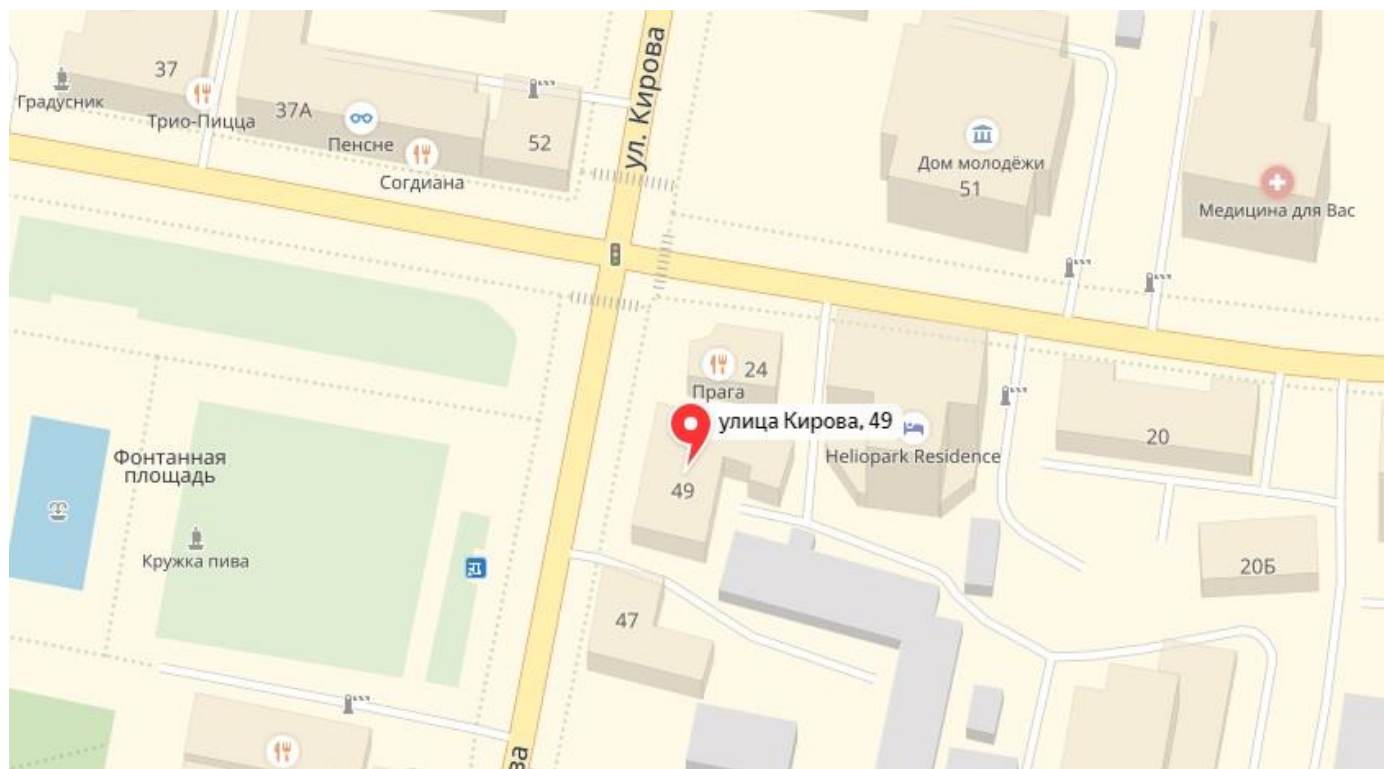 ул. Кирова
37
Градусник
Трио-Пицца
37А
Пенсне
52
Согдиана
Дом молодёжи
51
Медицина для Вас
24
Прага
улица Кирова, 49
Heliopark Residence
20
49
Фонтанная
площадь
Кружка пива
20Б
47
ва